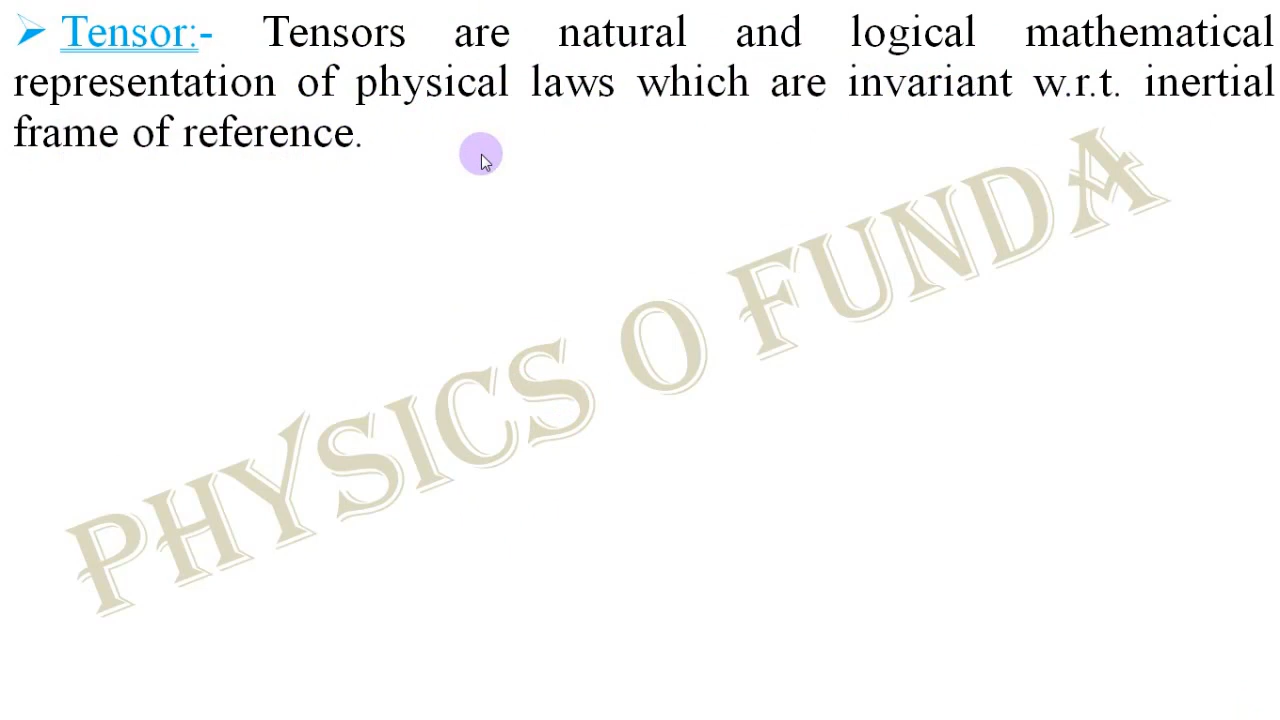 ➢ Tensor:- Tensors are natural and logical mathematical
representation of physical laws which are invariant w.r.t. inertial
frame of reference.
PHYSICS O FUNDA